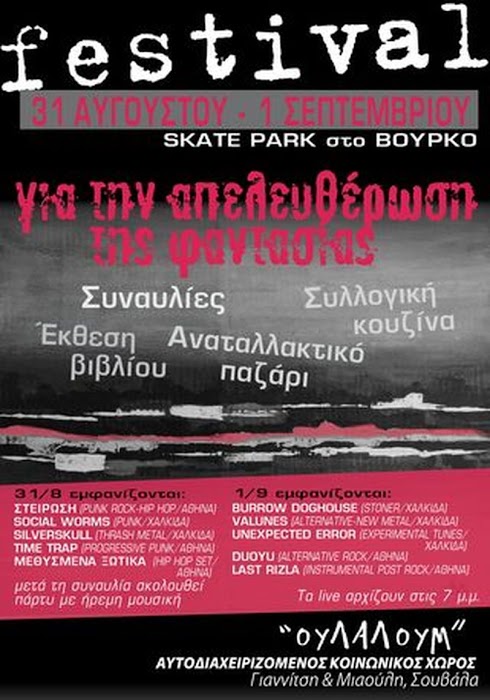 festival
31 ΑΥΓΟΥΣΤΟΥ - 1 ΣΕΠΤΕΜΒΡΙΟΥ
SKATE PARK στο ΒΟΥΡΚΟ
για την απελευθέρωση
της φαντασίας
Συναυλίες
Συλλογική
κουζίνα
Έκθεση
βιβλίου
Ανταλλακτικό
παζάρι
31/8 εμφανίζονται:
ΣΤΕΙΡΩΣΗ (PUNK ROCK-HIP HOP/ΑΘΗΝΑ)
SOCIAL WORMS (PUNK/ΧΑΛΚΙΔΑ)
SILVERSKULL (THRASH METAL/ΧΑΛΚΙΔΑ)
TIME TRAP (PROGRESSIVE PUNK/ΑΘΗΝΑ)
ΜΕΘΥΣΜΕΝΑ ΞΩΤΙΚΑ (HIP HOP SET/
ΑΘΗΝΑ)
μετά τη συναυλία ακολουθεί
πάρτυ με ήρεμη μουσική
1/9 εμφανίζονται:
BURROW DOGHOUSE (STONER/ΧΑΛΚΙΔΑ)
VALUNES (ALTERNATIVE-NEW METAL/ΧΑΛΚΙΔΑ)
UNEXPECTED ERROR (EXPERIMENTAL TUNES/
ΧΑΛΚΙΔΑ)
DUOYU (ALTERNATIVE ROCK/ΑΘΗΝΑ)
LAST RIZLA (INSTRUMENTAL POST ROCK/ΑΘΗΝΑ)
Τα live αρχίζουν στις 7 μ.μ.
"ουΛΑΛουΜ"
ΑΥΤΟΔΙΑΧΕΙΡΙΖΟΜΕΝΟΣ ΚΟΙΝΩΝΙΚΟΣ ΧΩΡΟΣ
Γιαννίτση & Μιαούλη, Σουβάλα